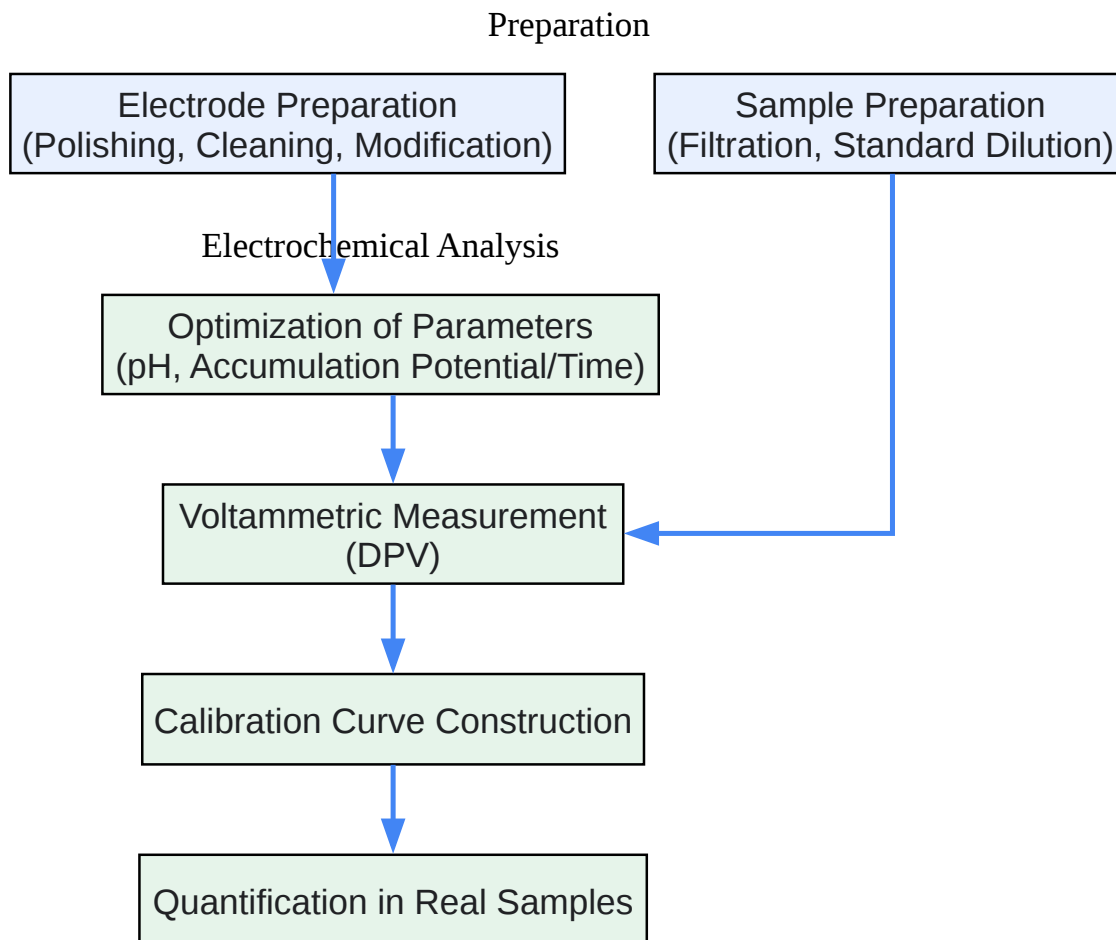 Preparation
Electrode Preparation
(Polishing, Cleaning, Modification)
Sample Preparation
(Filtration, Standard Dilution)
Electrochemical Analysis
Optimization of Parameters
(pH, Accumulation Potential/Time)
Voltammetric Measurement
(DPV)
Calibration Curve Construction
Quantification in Real Samples